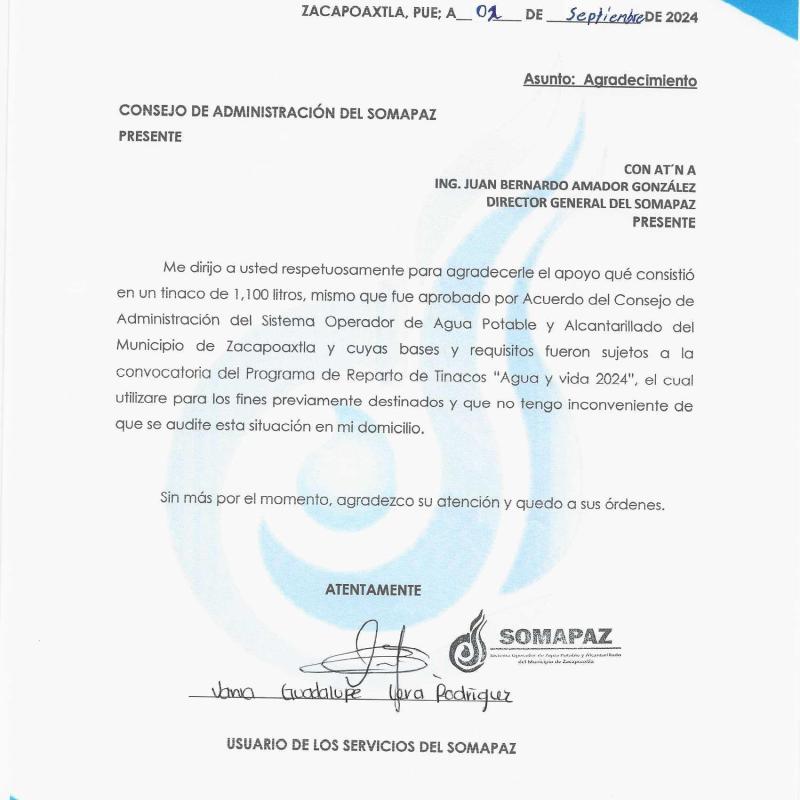 ZACAPOAXTLA, PUE; A__ 02 ___ DE ___ Septiembre DE 2024
Asunto: Agradecimiento
CONSEJO DE ADMINISTRACIÓN DEL SOMAPAZ
PRESENTE
CON AT´N A
ING. JUAN BERNARDO AMADOR GONZÁLEZ
DIRECTOR GENERAL DEL SOMAPAZ
PRESENTE
Me dirijo a usted respetuosamente para agradecerle el apoyo qué consistió
en un tinaco de 1,100 litros, mismo que fue aprobado por Acuerdo del Consejo de
Administración del Sistema Operador de Agua Potable y Alcantarillado del
Municipio de Zacapoaxtla y cuyas bases y requisitos fueron sujetos a la
convocatoria del Programa de Reparto de Tinacos “Agua y vida 2024”, el cual
utilizare para los fines previamente destinados y que no tengo inconveniente de
que se audite esta situación en mi domicilio.
Sin más por el momento, agradezco su atención y quedo a sus órdenes.
ATENTAMENTE
SOMAPAZ
Sistema Operador de Agua Potable y Alcantarillado
del Municipio de Zacapoaxtla
Guadalupe Rodriguez
USUARIO DE LOS SERVICIOS DEL SOMAPAZ